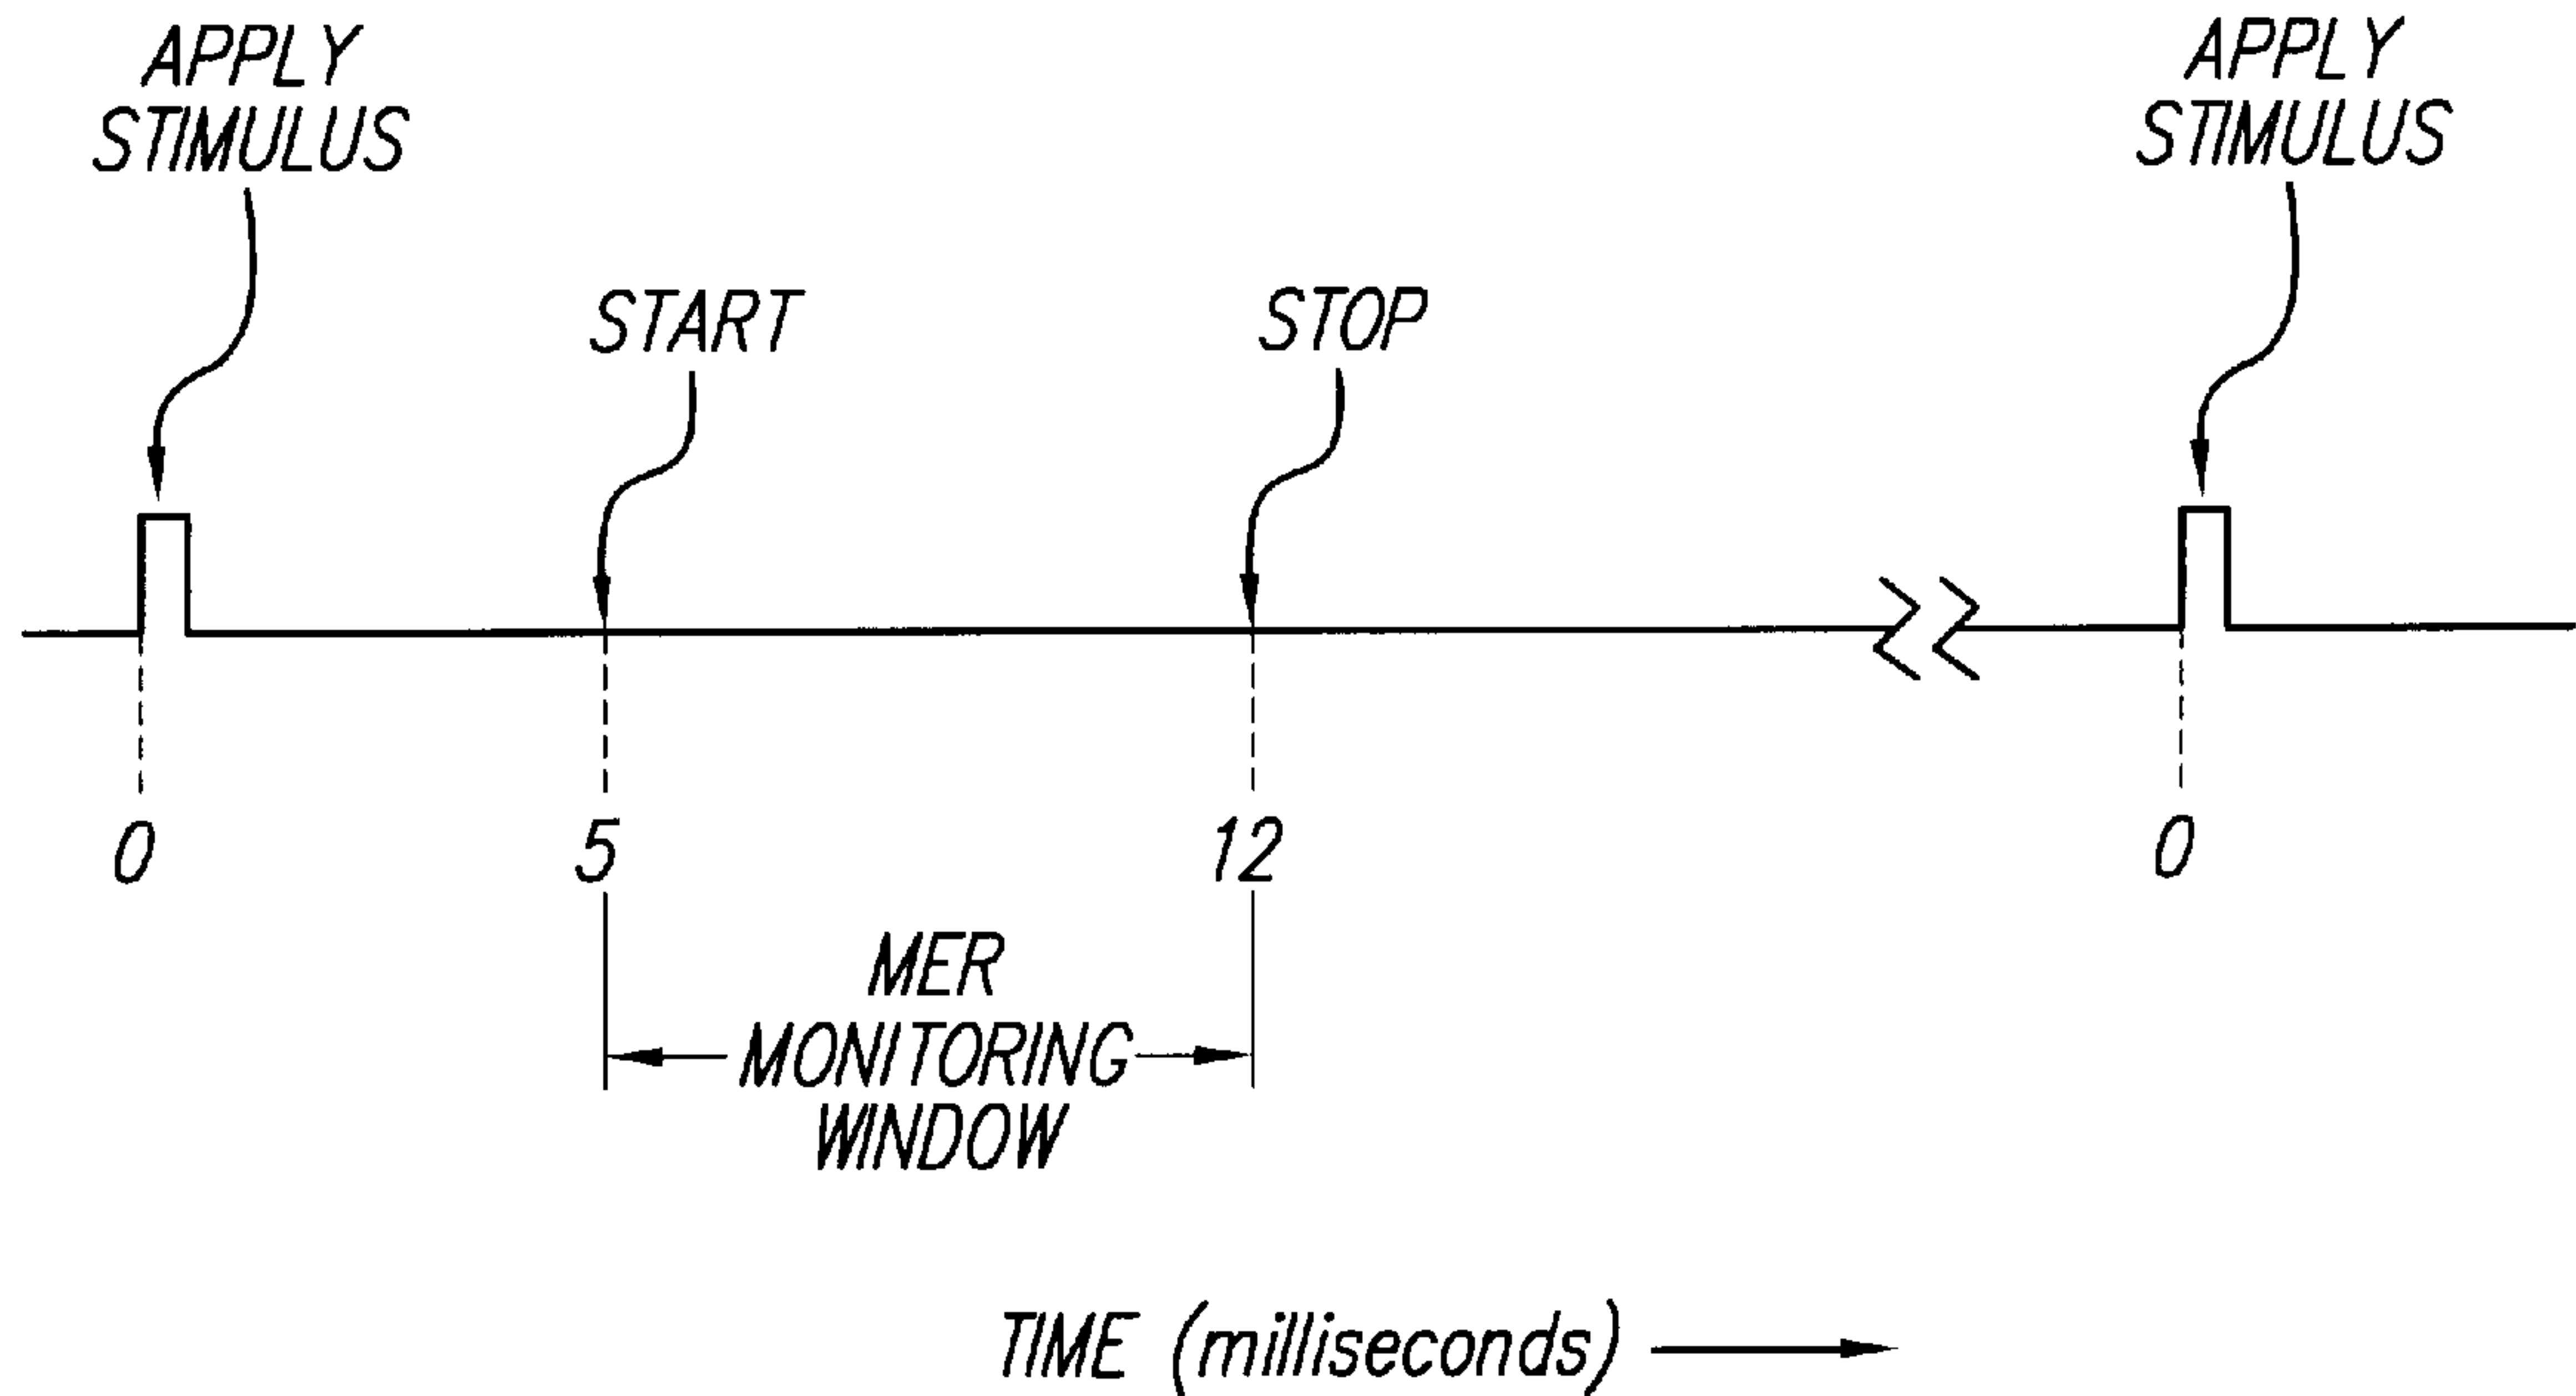 APPLY
STIMULUS
APPLY
STIMULUS
START
STOP
0
5
12
0
MER
MONITORING
WINDOW
TIME (milliseconds)